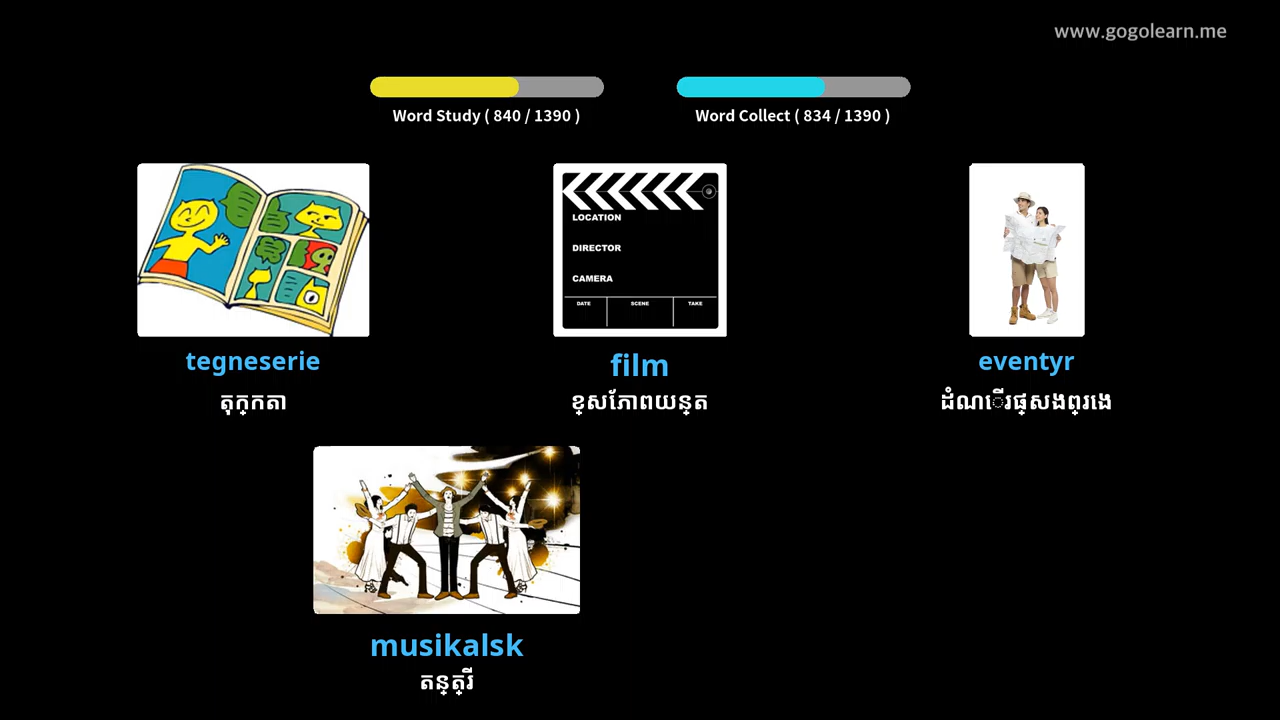 www.gogolearn.me
Word Study ( 840 / 1390 )
Word Collect ( 834 / 1390 )
LOCATION
DIRECTOR
CAMERA
DATE
SCENE
TAKE
tegneserie
film
eventyr
តុក្កតា
ខ្សែភាពយន្ត
ដំណើរផ្សងព្រេង
musikalsk
តន្ត្រី